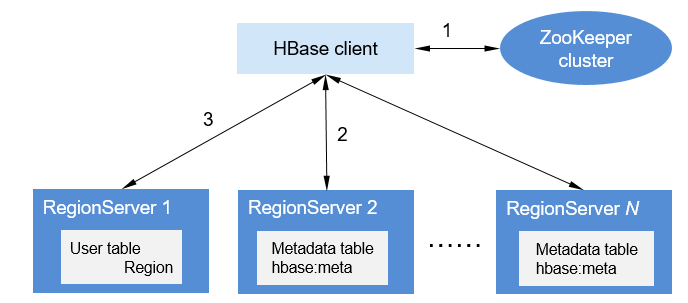 1
HBase client
ZooKeeper
cluster
3
2
RegionServer 1
User table
Region
RegionServer 2
Metadata table
hbase:meta
······
RegionServer N
Metadata table
hbase:meta